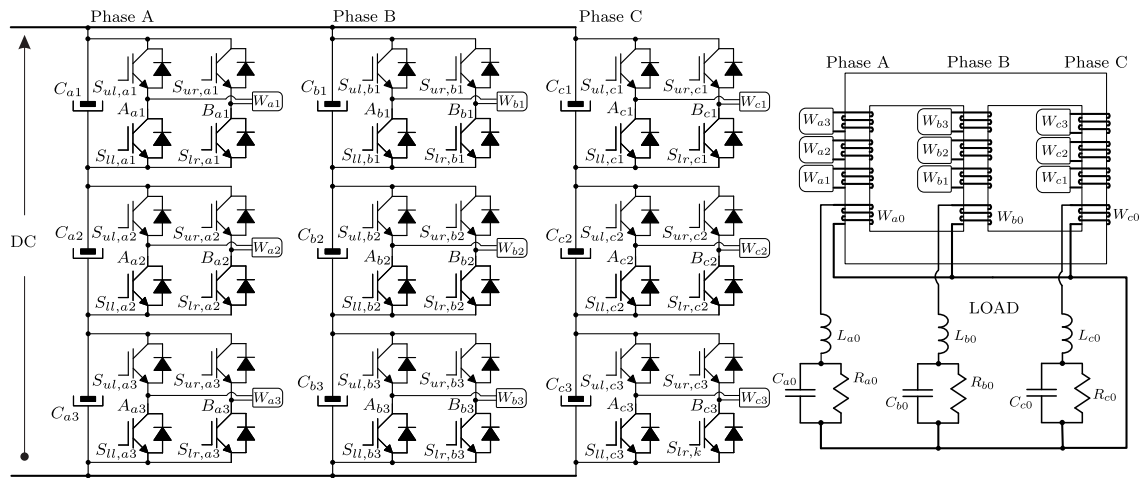 Phase A
Phase B
Phase C
DC
C_{a1}
S_{ul,a1}
S_{ur,a1}
A_{a1}
B_{a1}
W_{a1}
S_{ll,a1}
S_{lr,a1}
C_{b1}
S_{ul,b1}
S_{ur,b1}
A_{b1}
B_{b1}
W_{b1}
S_{ll,b1}
S_{lr,b1}
C_{c1}
S_{ul,c1}
S_{ur,c1}
A_{c1}
B_{c1}
W_{c1}
S_{ll,c1}
S_{lr,c1}
C_{a2}
S_{ul,a2}
S_{ur,a2}
A_{a2}
B_{a2}
W_{a2}
S_{ll,a2}
S_{lr,a2}
C_{b2}
S_{ul,b2}
S_{ur,b2}
A_{b2}
B_{b2}
W_{b2}
S_{ll,b2}
S_{lr,b2}
C_{c2}
S_{ul,c2}
S_{ur,c2}
A_{c2}
B_{c2}
W_{c2}
S_{ll,c2}
S_{lr,c2}
C_{a3}
S_{ul,a3}
S_{ur,a3}
A_{a3}
B_{a3}
W_{a3}
S_{ll,a3}
S_{lr,a3}
C_{b3}
S_{ul,b3}
S_{ur,b3}
A_{b3}
B_{b3}
W_{b3}
S_{ll,b3}
S_{lr,b3}
C_{c3}
S_{ul,c3}
S_{ur,c3}
A_{c3}
B_{c3}
W_{c3}
S_{ll,c3}
S_{lr,k}
Phase A
Phase B
Phase C
W_{a3}
W_{b3}
W_{c3}
W_{a2}
W_{b2}
W_{c2}
W_{a1}
W_{b1}
W_{c1}
W_{a0}
W_{b0}
W_{c0}
LOAD
L_{a0}
L_{b0}
L_{c0}
C_{a0}
R_{a0}
C_{b0}
R_{b0}
C_{c0}
R_{c0}